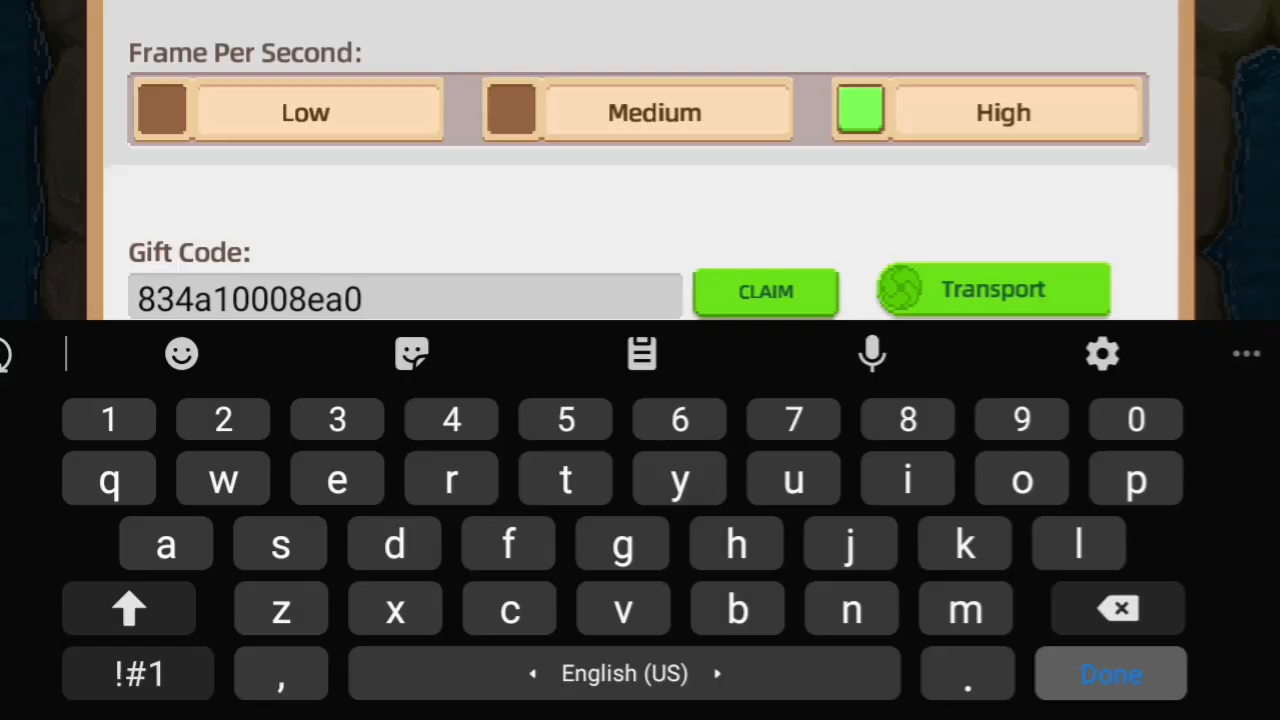 Frame Per Second:
Low Medium High
Gift Code:
834a10008ea0 CLAIM Transport
1 2 3 4 5 6 7 8 9 0
q w e r t y u i o p
a s d f g h j k l
z x c v b n m
!#1 , English (US) . Done